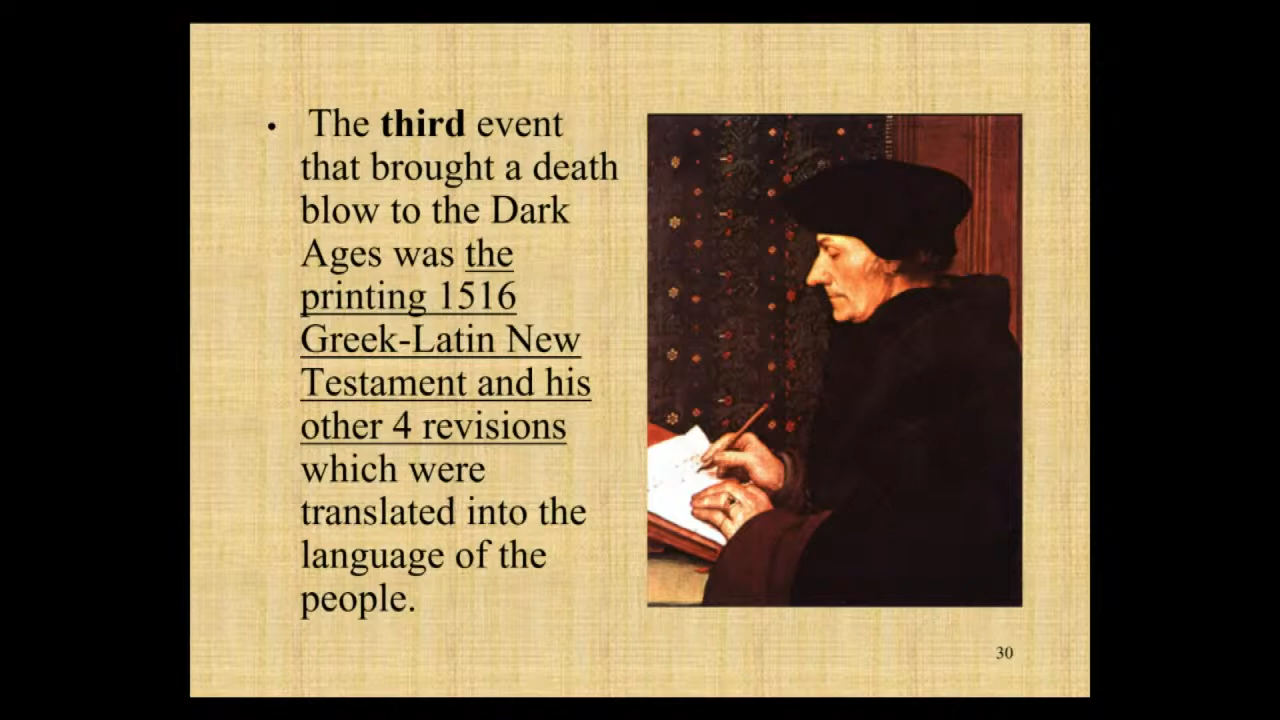 • The third event
that brought a death
blow to the Dark
Ages was the
printing 1516
Greek-Latin New
Testament and his
other 4 revisions
which were
translated into the
language of the
people.
30